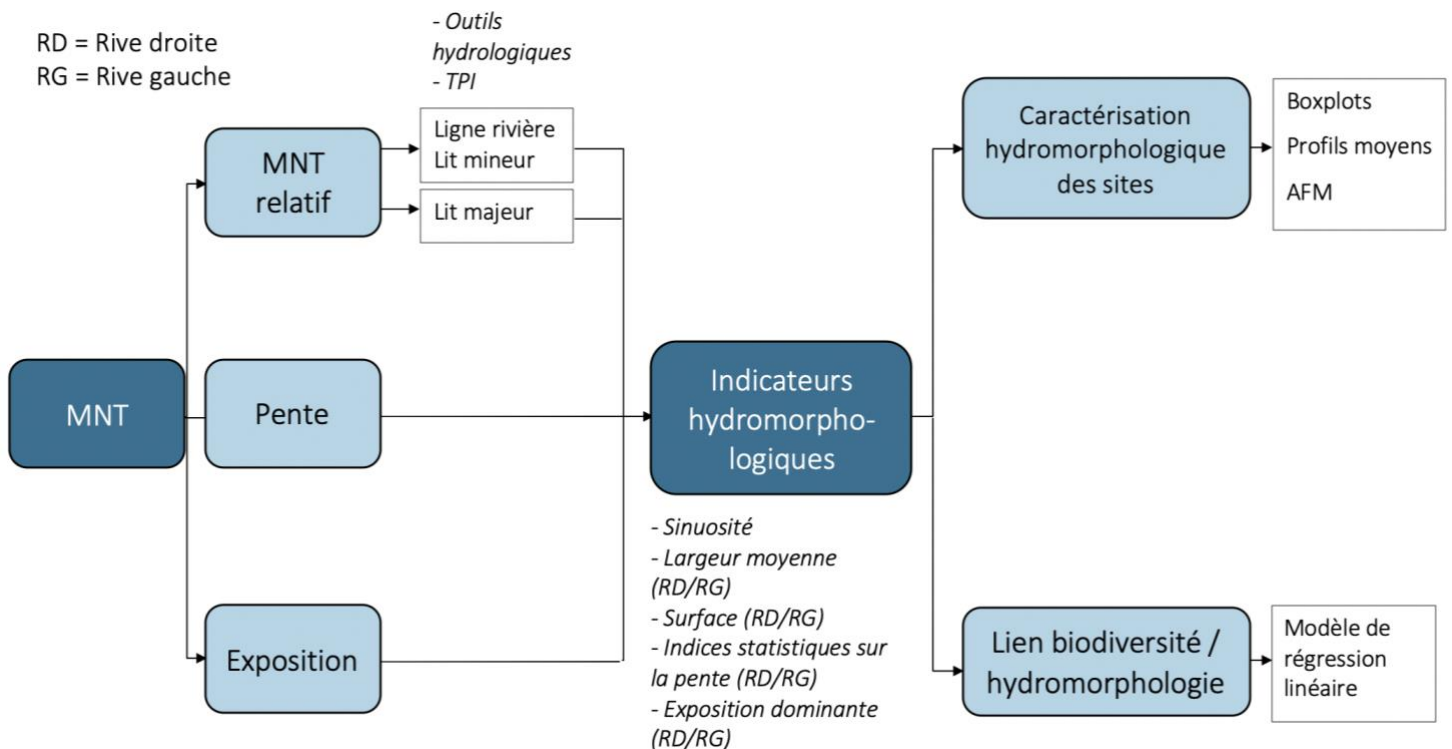 RD = Rive droite
RG = Rive gauche
- Outils
hydrologiques
- TPI
MNT
relatif
Ligne rivière
Lit mineur
Lit majeur
MNT
Pente
Exposition
Indicateurs
hydromorpho-
logiques
- Sinuosité
- Largeur moyenne
(RD/RG)
- Surface (RD/RG)
- Indices statistiques sur
la pente (RD/RG)
- Exposition dominante
(RD/RG)
Caractérisation
hydromorphologique
des sites
Boxplots
Profils moyens
AFM
Lien biodiversité /
hydromorphologie
Modèle de
régression
linéaire